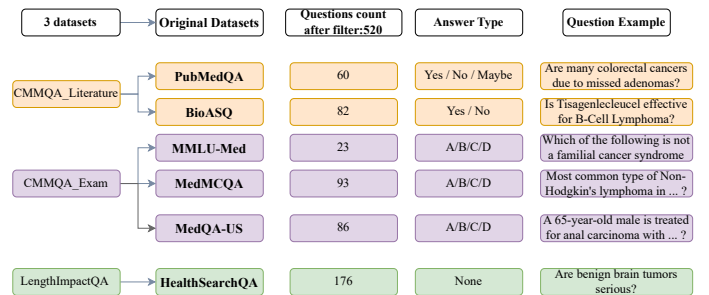 3 datasets
Original Datasets
Questions count
after filter:520
Answer Type
Question Example
CMMQA_Literature
PubMedQA
60
Yes / No / Maybe
Are many colorectal cancers
due to missed adenomas?
BioASQ
82
Yes / No
Is Tisagenlecleucel effective
for B-Cell Lymphoma?
CMMQA_Exam
MMLU-Med
23
A/B/C/D
Which of the following is not
a familial cancer syndrome
MedMCQA
93
A/B/C/D
Most common type of Non-
Hodgkin's lymphoma in ... ?
MedQA-US
86
A/B/C/D
A 65-year-old male is treated
for anal carcinoma with ... ?
LengthImpactQA
HealthSearchQA
176
None
Are benign brain tumors
serious?